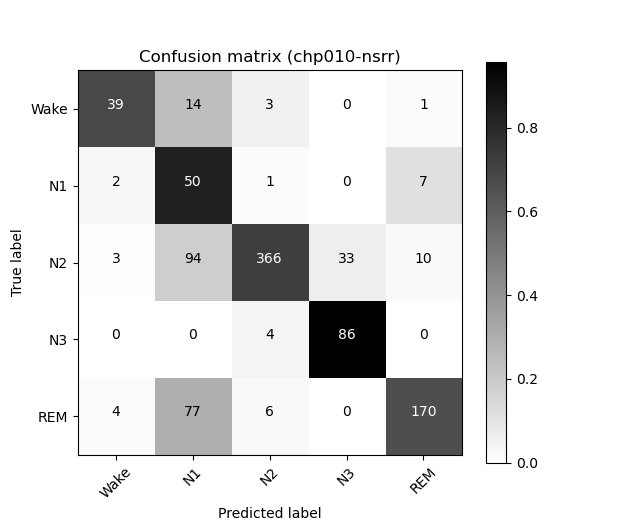 Confusion matrix (chp010-nsrr)
Wake 39 14 3 0 1
N1 2 50 1 0 7
N2 3 94 366 33 10
N3 0 0 4 86 0
REM 4 77 6 0 170
Wake N1 N2 N3 REM
Predicted label
True label
0.8
0.6
0.4
0.2
0.0